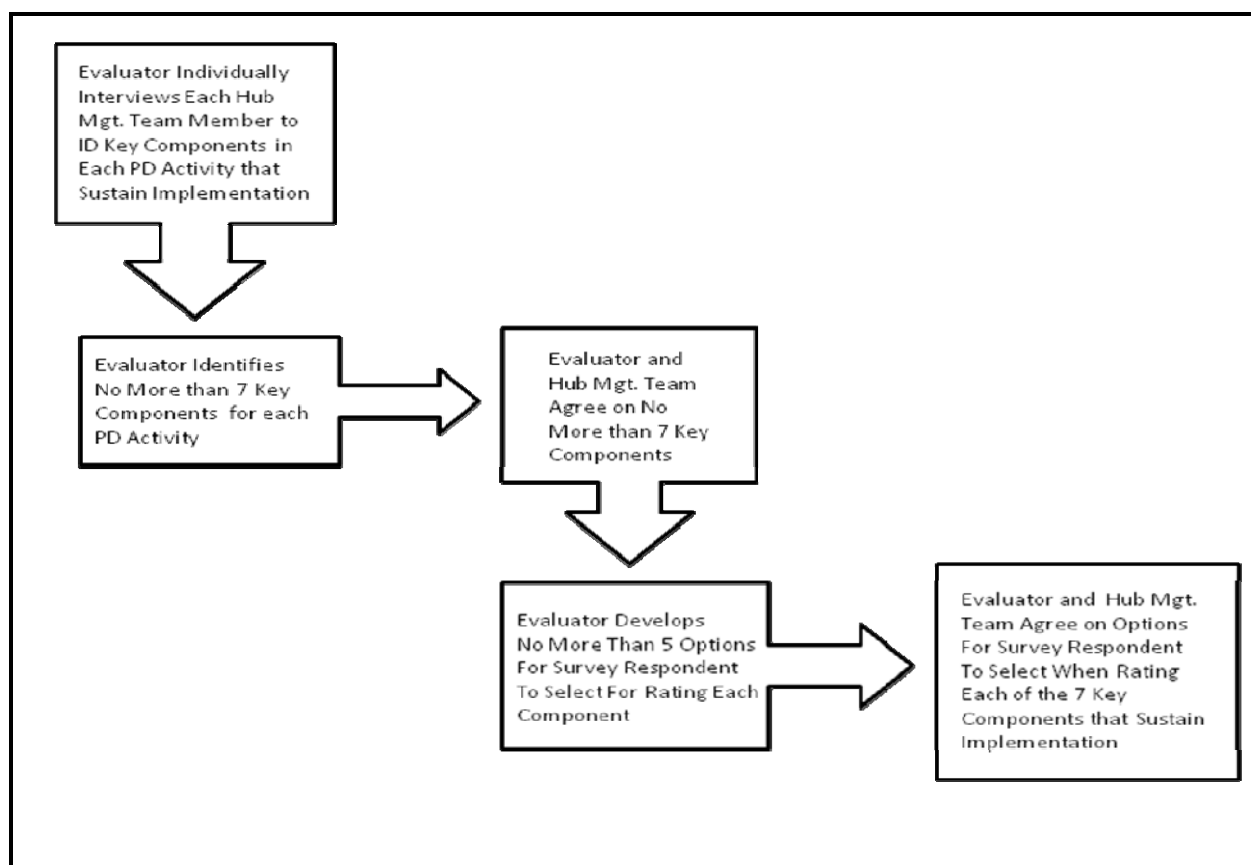 Evaluator Individually
Interviews Each Hub
Mgt. Team Member to
ID Key Components in
Each PD Activity that
Sustain Implementation
Evaluator Identifies
No More than 7 Key
Components for each
PD Activity
Evaluator and
Hub Mgt. Team
Agree on No
More than 7 Key
Components
Evaluator Develops
No More Than 5 Options
For Survey Respondent
To Select For Rating Each
Component
Evaluator and Hub Mgt.
Team Agree on Options
For Survey Respondent
To Select When Rating
Each of the 7 Key
Components that Sustain
Implementation